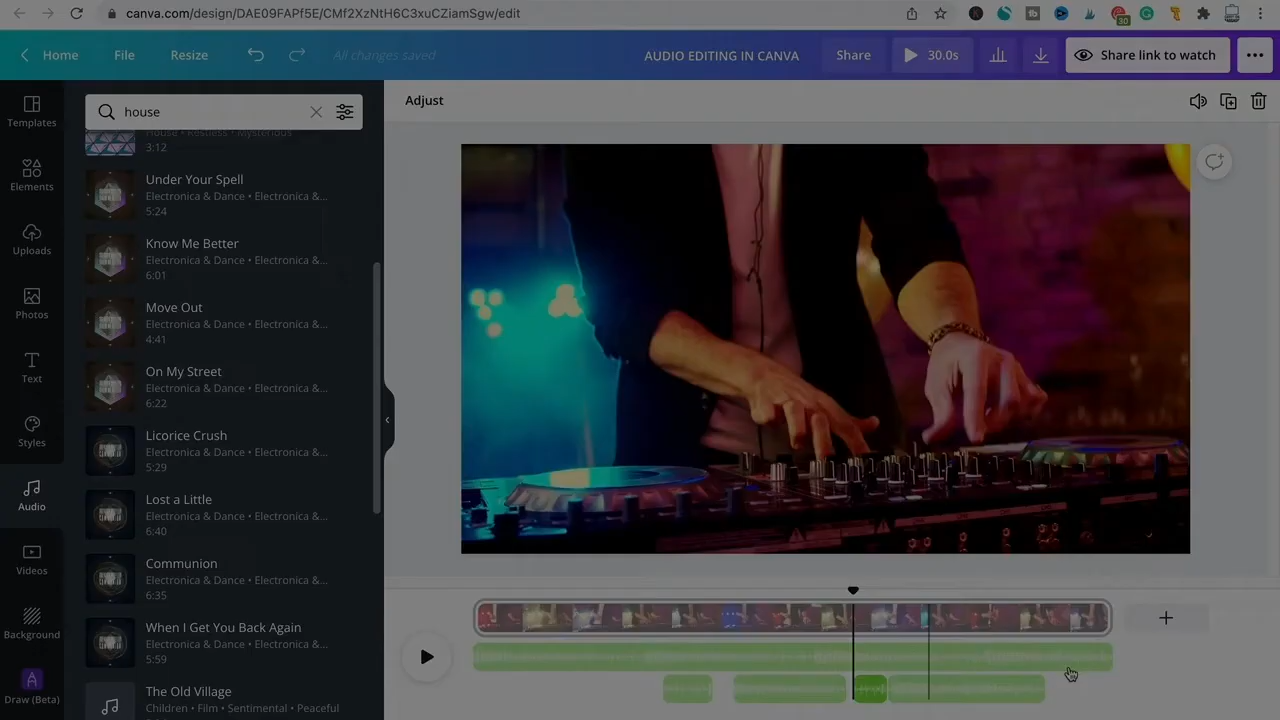 canva.com/design/DAE09FAPf5E/CMf2XzNtH6C3xuCZiamSgw/edit
30
Home File Resize All changes saved AUDIO EDITING IN CANVA Share 30.0s Share link to watch
Templates
Elements
Uploads
Photos
Text
Styles
Audio
Videos
Background
Draw (Beta)
house
House • Restless • Mysterious
3:12
Under Your Spell
Electronica & Dance • Electronica &...
5:24
Know Me Better
Electronica & Dance • Electronica &...
6:01
Move Out
Electronica & Dance • Electronica &...
4:41
On My Street
Electronica & Dance • Electronica &...
6:22
Licorice Crush
Electronica & Dance • Electronica &...
5:29
Lost a Little
Electronica & Dance • Electronica &...
6:40
Communion
Electronica & Dance • Electronica &...
6:35
When I Get You Back Again
Electronica & Dance • Electronica &...
5:59
The Old Village
Children • Film • Sentimental • Peaceful
Adjust